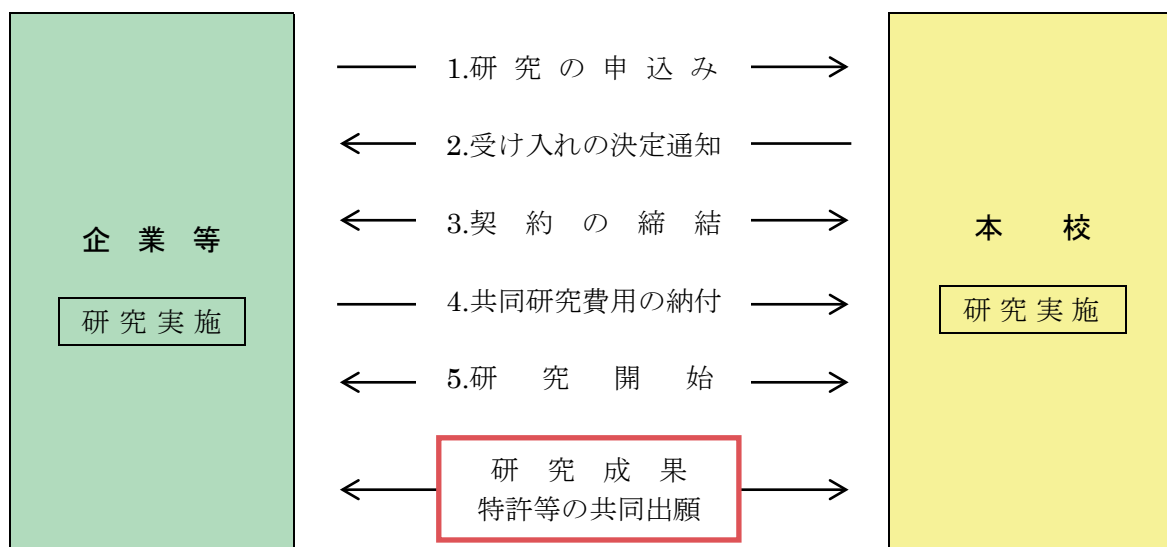 企業等
研究実施
1.研究の申込み
2.受け入れの決定通知
3.契約の締結
4.共同研究費用の納付
5.研究開始
研究成果
特許等の共同出願
本校
研究実施